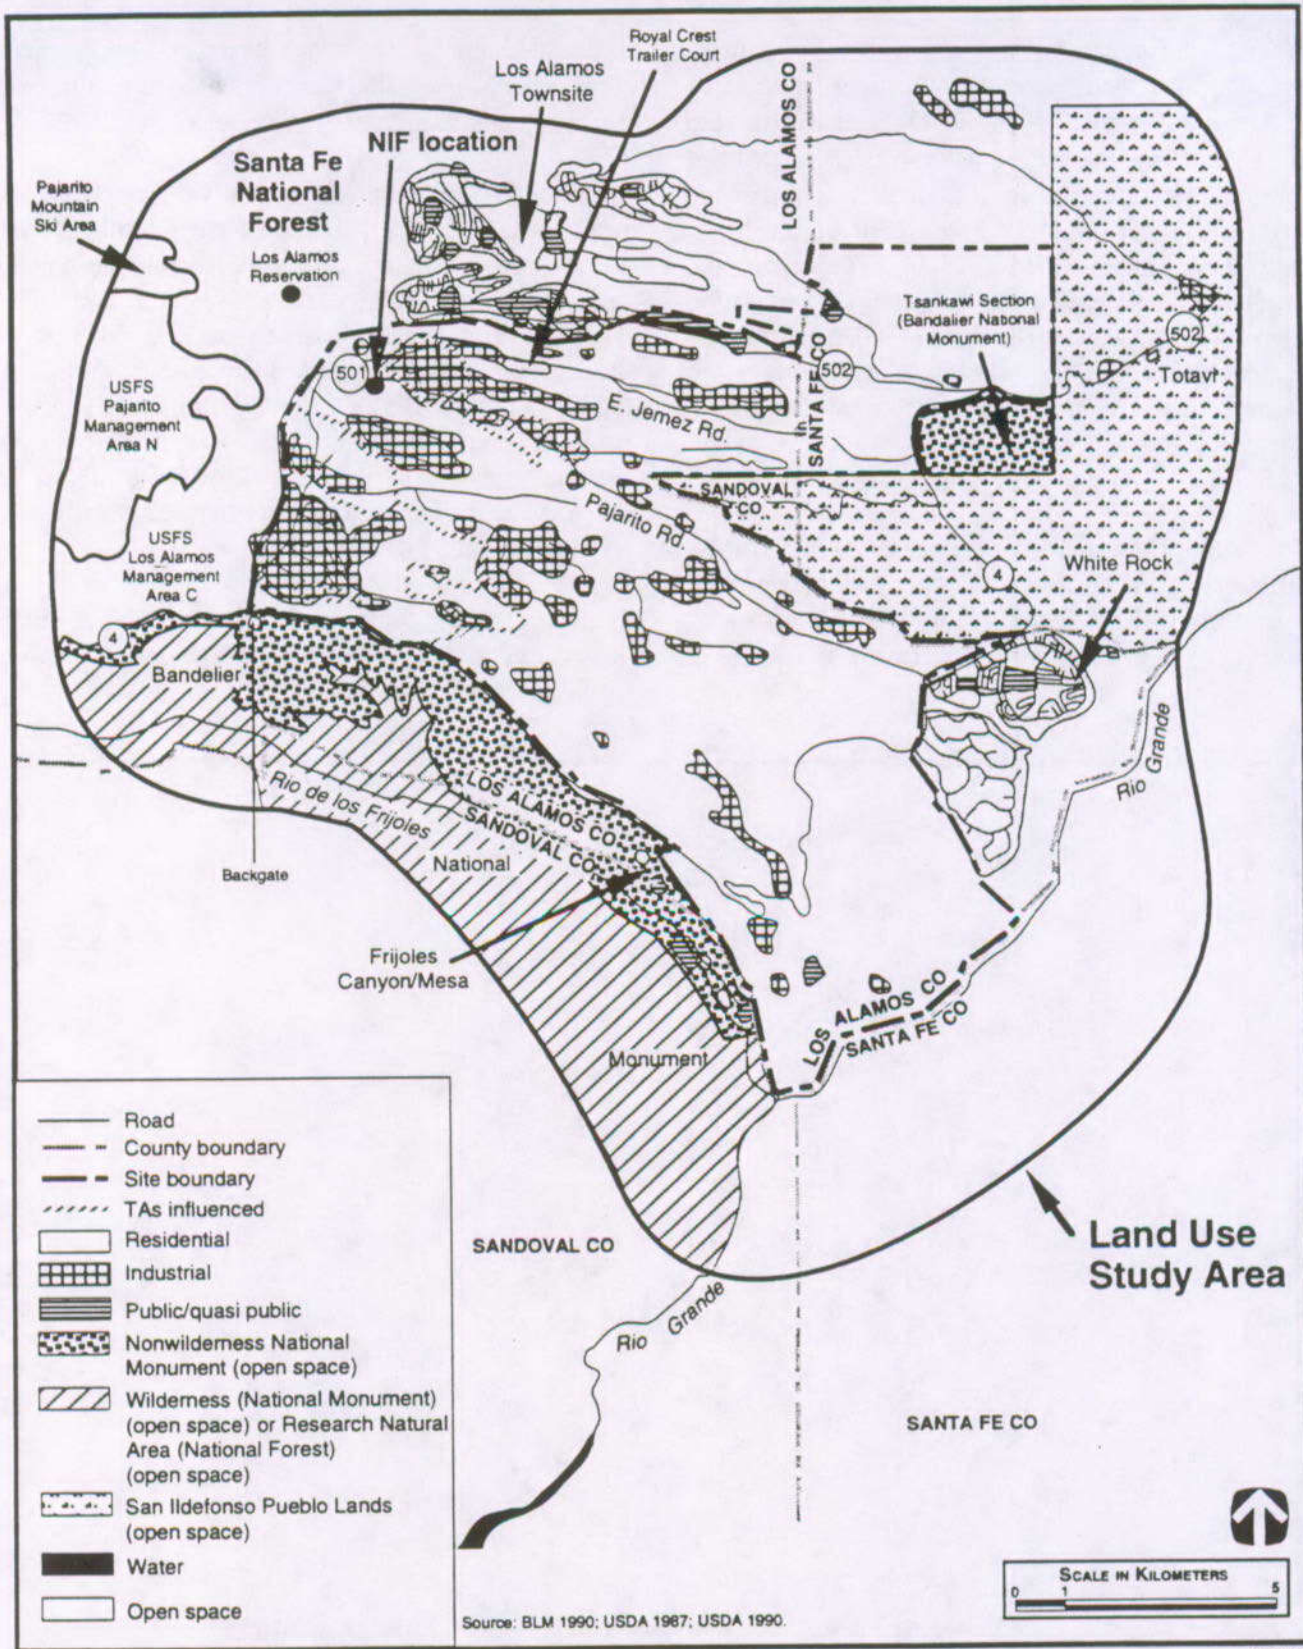 Royal Crest
Trailer Court
Los Alamos
Townsite
LOS ALAMOS CO
NIF location
Santa Fe
National
Forest
Pajarito
Mountain
Ski Area
Los Alamos
Reservation
Tsankawi Section
(Bandalier National
Monument)
502
Totavi
501
SANTA FE CO
502
USFS
Pajarito
Management
Area N
E. Jemez Rd.
SANDOVAL
CO
Pajarito Rd.
USFS
Los Alamos
Management
Area C
4
White Rock
4
Bandelier
Rio Grande
Rio de los Frijoles
LOS ALAMOS CO
SANDOVAL CO
National
Backgate
Frijoles
Canyon/Mesa
LOS ALAMOS CO
SANTA FE CO
Monument
Road
County boundary
Site boundary
TAs influenced
Residential
Industrial
Public/quasi public
Nonwilderness National
Monument (open space)
Wilderness (National Monument)
(open space) or Research Natural
Area (National Forest)
(open space)
San Ildefonso Pueblo Lands
(open space)
Water
Open space
SANDOVAL CO
Land Use
Study Area
Rio Grande
SANTA FE CO
SCALE IN KILOMETERS
0 1 5
Source: BLM 1990; USDA 1987; USDA 1990.